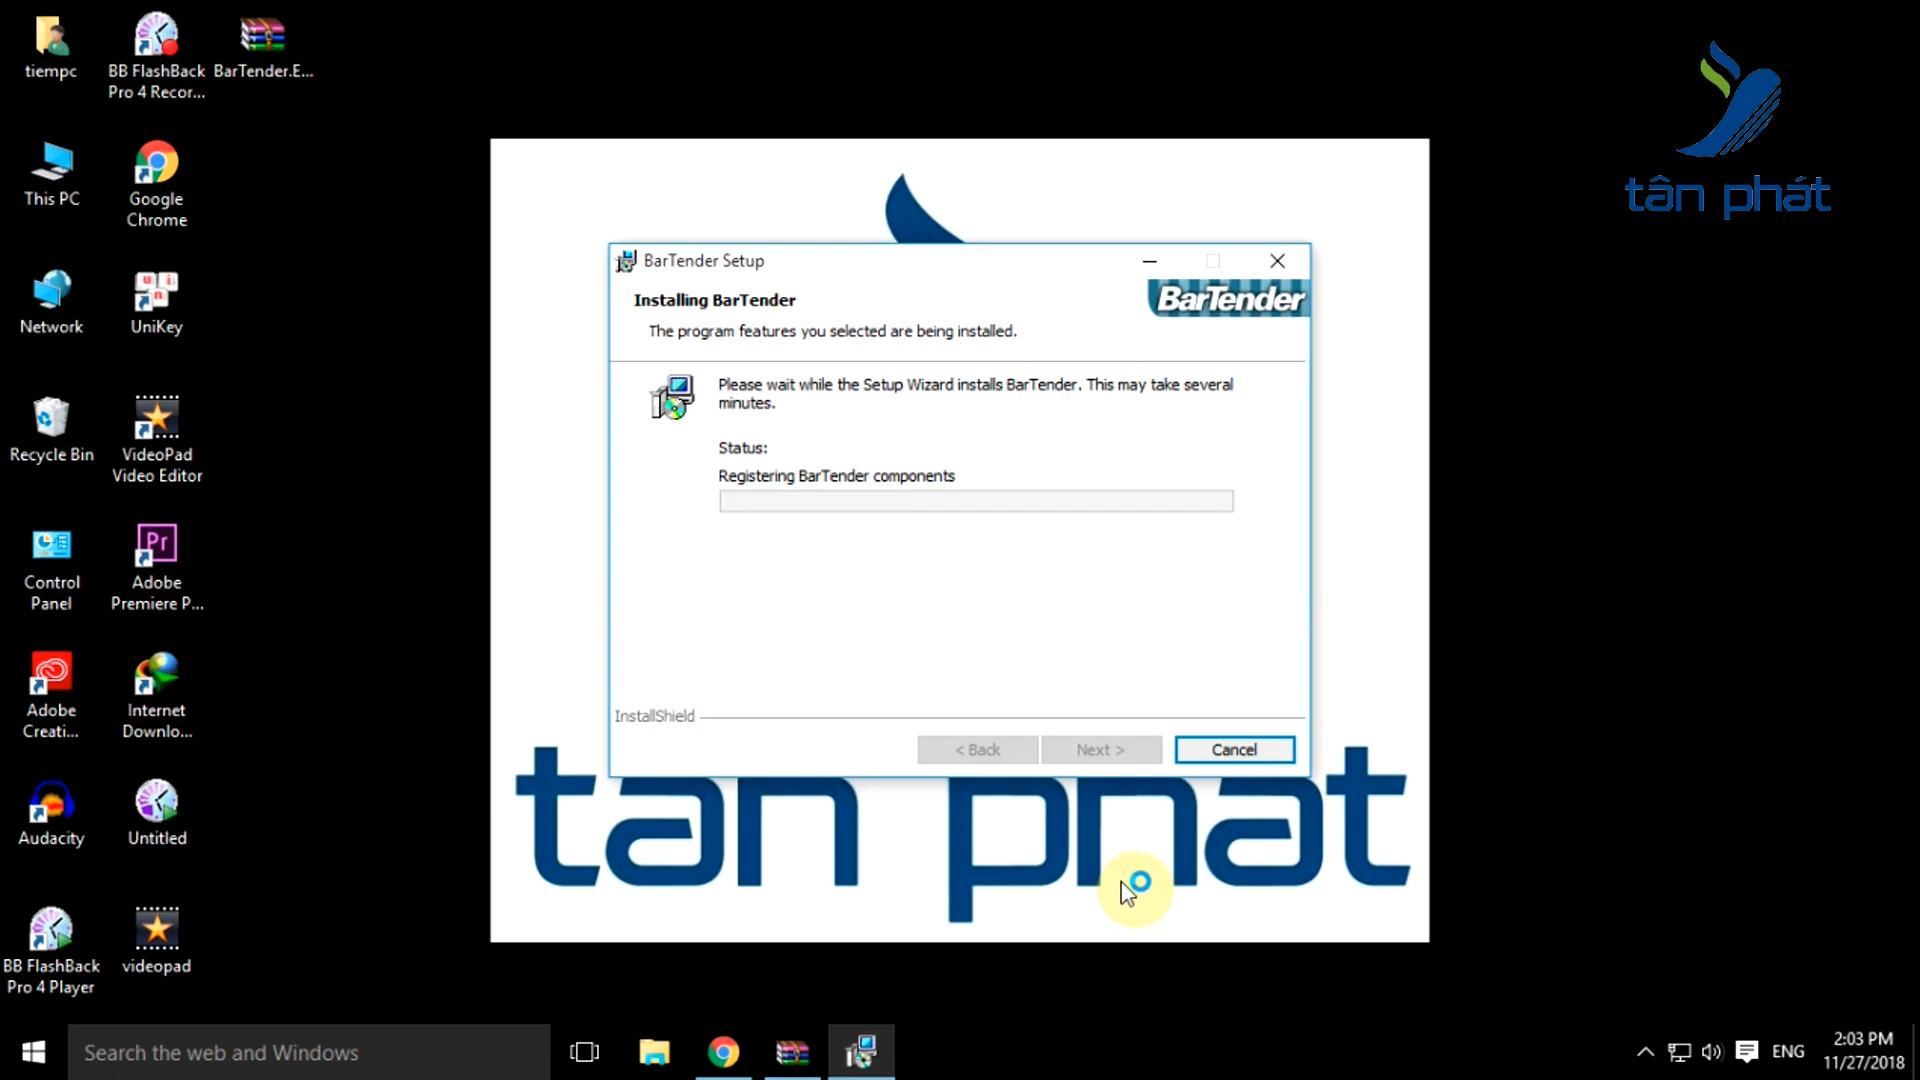 tiempc
BB FlashBack
Pro 4 Recor...
BarTender.E...
This PC
Google
Chrome
Network
UniKey
Recycle Bin
VideoPad
Video Editor
Control
Panel
Pr
Adobe
Premiere P...
Adobe
Creati...
Internet
Downlo...
Audacity
Untitled
BB FlashBack
Pro 4 Player
videopad
tân phát
BarTender Setup
Installing BarTender
BarTender
The program features you selected are being installed.
Please wait while the Setup Wizard installs BarTender. This may take several
minutes.
Status:
Registering BarTender components
InstallShield
< Back
Next >
Cancel
tan phat
Search the web and Windows
ENG
2:03 PM
11/27/2018